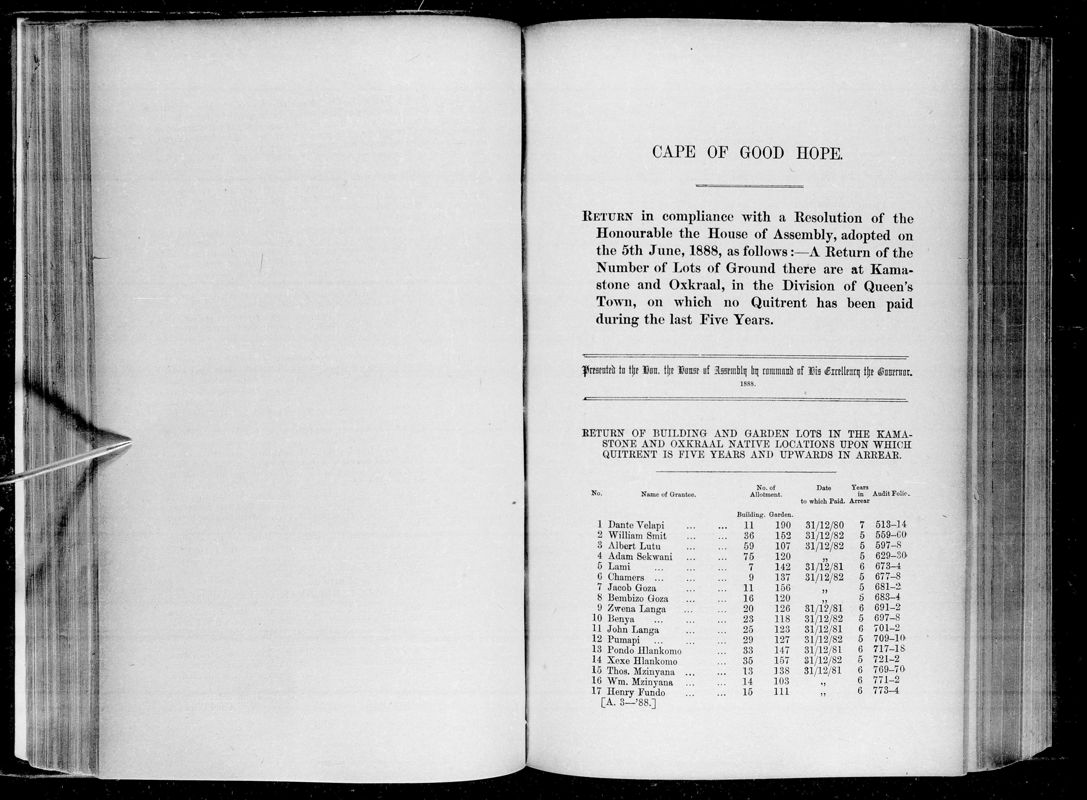 CAPE OF GOOD HOPE.
RETURN in compliance with a Resolution of the
Honourable the House of Assembly, adopted on
the 5th June, 1888, as follows:—A Return of the
Number of Lots of Ground there are at Kama-
stone and Oxkraal, in the Division of Queen's
Town, on which no Quitrent has been paid
during the last Five Years.
Presented to the Hon. the House of Assembly by command of His Excellency the Governor.
1888.
RETURN OF BUILDING AND GARDEN LOTS IN THE KAMA-
STONE AND OXKRAAL NATIVE LOCATIONS UPON WHICH
QUITRENT IS FIVE YEARS AND UPWARDS IN ARREAR.
No. Name of Grantee. No. of Allotment. Date to which Paid. Years in Arrear Audit Folio.
Building. Garden.
1 Dante Velapi ... ... 11 190 31/12/80 7 513–14
2 William Smit ... ... 36 152 31/12/82 5 559–60
3 Albert Lutu ... ... 59 107 31/12/82 5 597–8
4 Adam Sekwani ... ... 75 120 „ 5 629–30
5 Lami ... ... ... 7 142 31/12/81 6 673–4
6 Chamers ... ... ... 9 137 31/12/82 5 677–8
7 Jacob Goza ... ... 11 156 „ 5 681–2
8 Bembizo Goza ... ... 16 120 „ 5 683–4
9 Zwena Langa ... ... 20 126 31/12/81 6 691–2
10 Benya ... ... ... 23 118 31/12/82 5 697–8
11 John Langa ... ... 25 123 31/12/81 6 701–2
12 Pumapi ... ... ... 29 127 31/12/82 5 709–10
13 Pondo Hlankomo ... 33 147 31/12/81 6 717–18
14 Xexe Hlankomo ... 35 157 31/12/82 5 721–2
15 Thos. Mzinyana ... ... 13 138 31/12/81 6 769–70
16 Wm. Mzinyana ... ... 14 103 „ 6 771–2
17 Henry Fundo ... ... 15 111 „ 6 773–4
[A. 3—'88.]